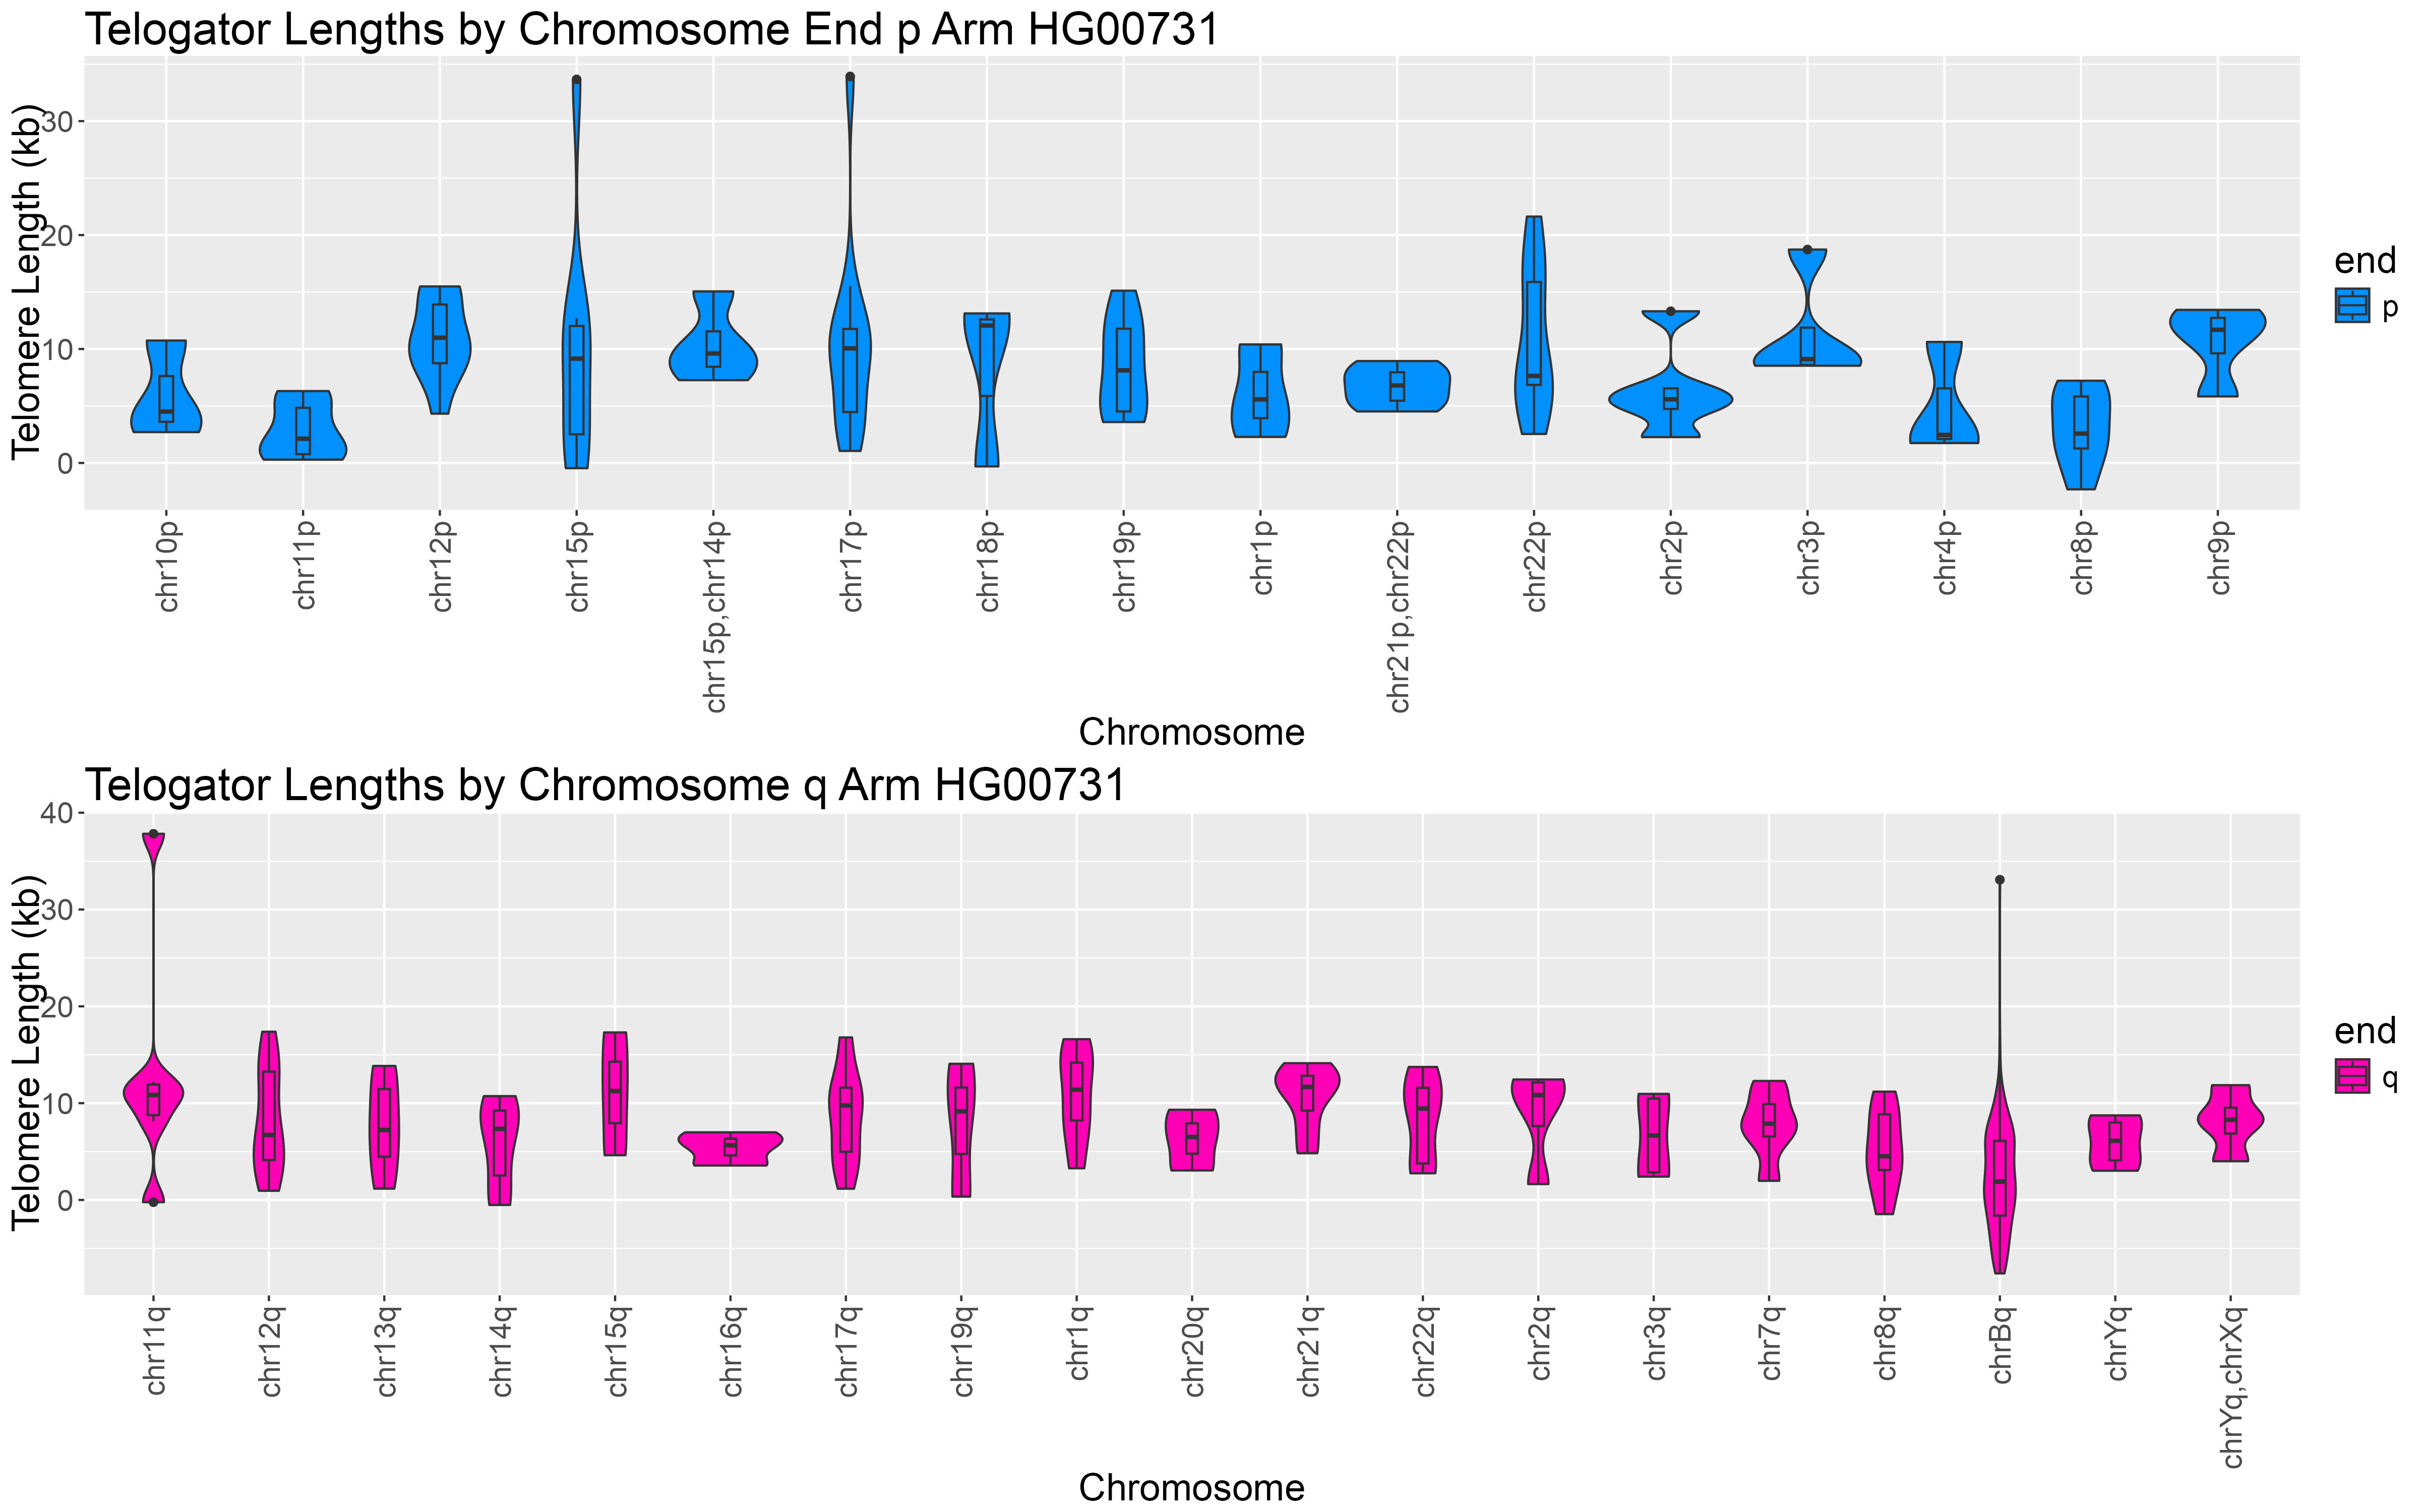 Telogator Lengths by Chromosome End p Arm HG00731
Telomere Length (kb)
30
20
10
0
chr10p
chr11p
chr12p
chr15p
chr15p,chr14p
chr17p
chr18p
chr19p
chr1p
chr21p,chr22p
chr22p
chr2p
chr3p
chr4p
chr8p
chr9p
Chromosome
end
p
Telogator Lengths by Chromosome q Arm HG00731
Telomere Length (kb)
40
30
20
10
0
chr11q
chr12q
chr13q
chr14q
chr15q
chr16q
chr17q
chr19q
chr1q
chr20q
chr21q
chr22q
chr2q
chr3q
chr7q
chr8q
chrBq
chrYq
chrYq,chrXq
Chromosome
end
q